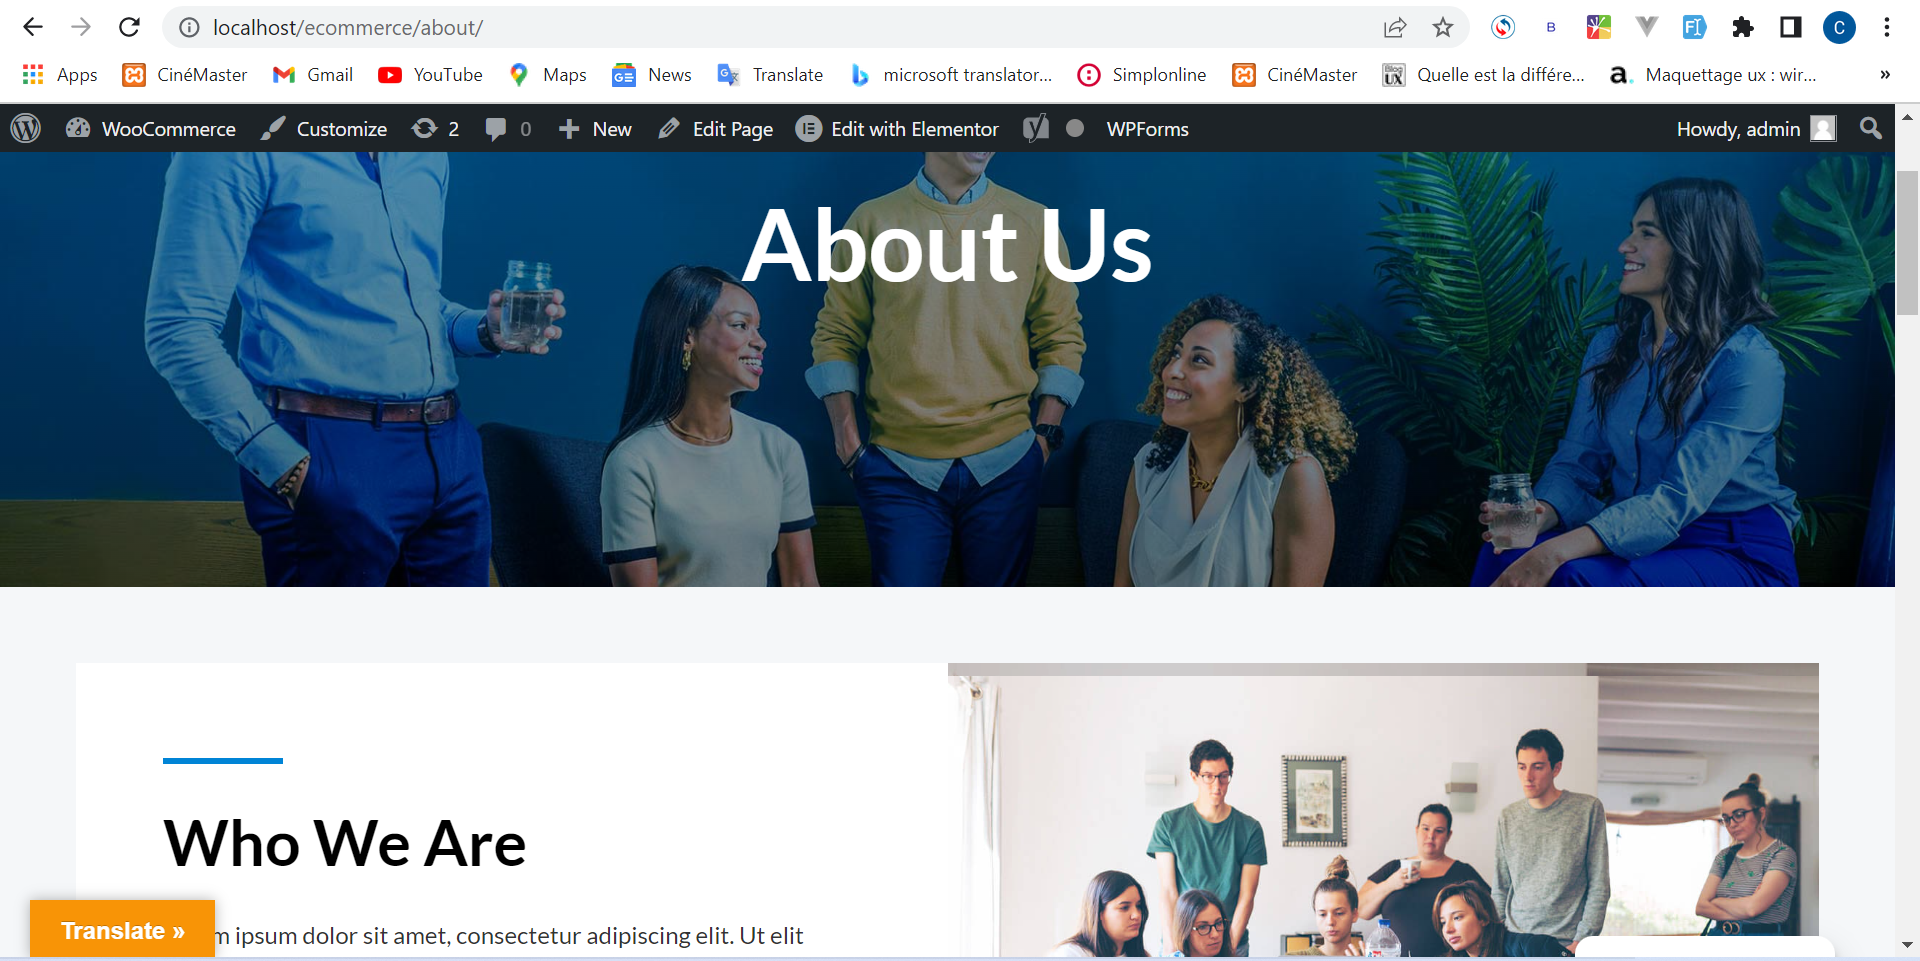 localhost/ecommerce/about/
C
Apps CinéMaster Gmail YouTube Maps News Translate microsoft translator... Simplonline CinéMaster Quelle est la différe... Maquettage ux : wir... »
WooCommerce Customize 2 0 New Edit Page Edit with Elementor WPForms Howdy, admin
About Us
Who We Are
m ipsum dolor sit amet, consectetur adipiscing elit. Ut elit
Translate »